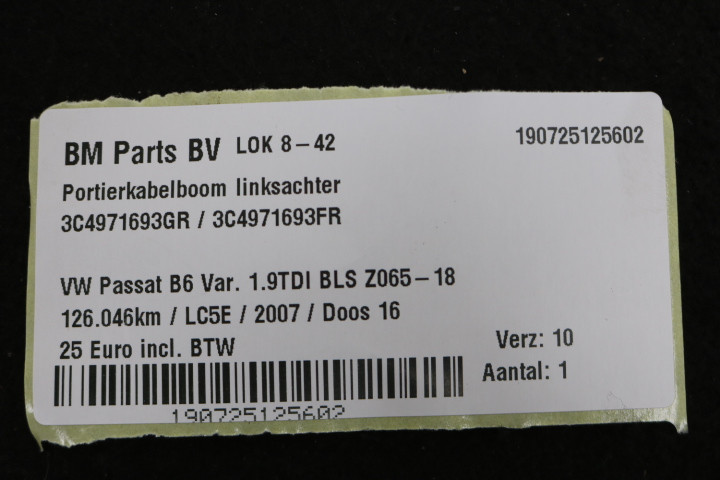 BM Parts BV LOK 8-42 190725125602
Portierkabelboom linksachter
3C4971693GR / 3C4971693FR
VW Passat B6 Var. 1.9TDI BLS Z065-18
126.046km / LC5E / 2007 / Doos 16
25 Euro incl. BTW Verz: 10
Aantal: 1
190725125602